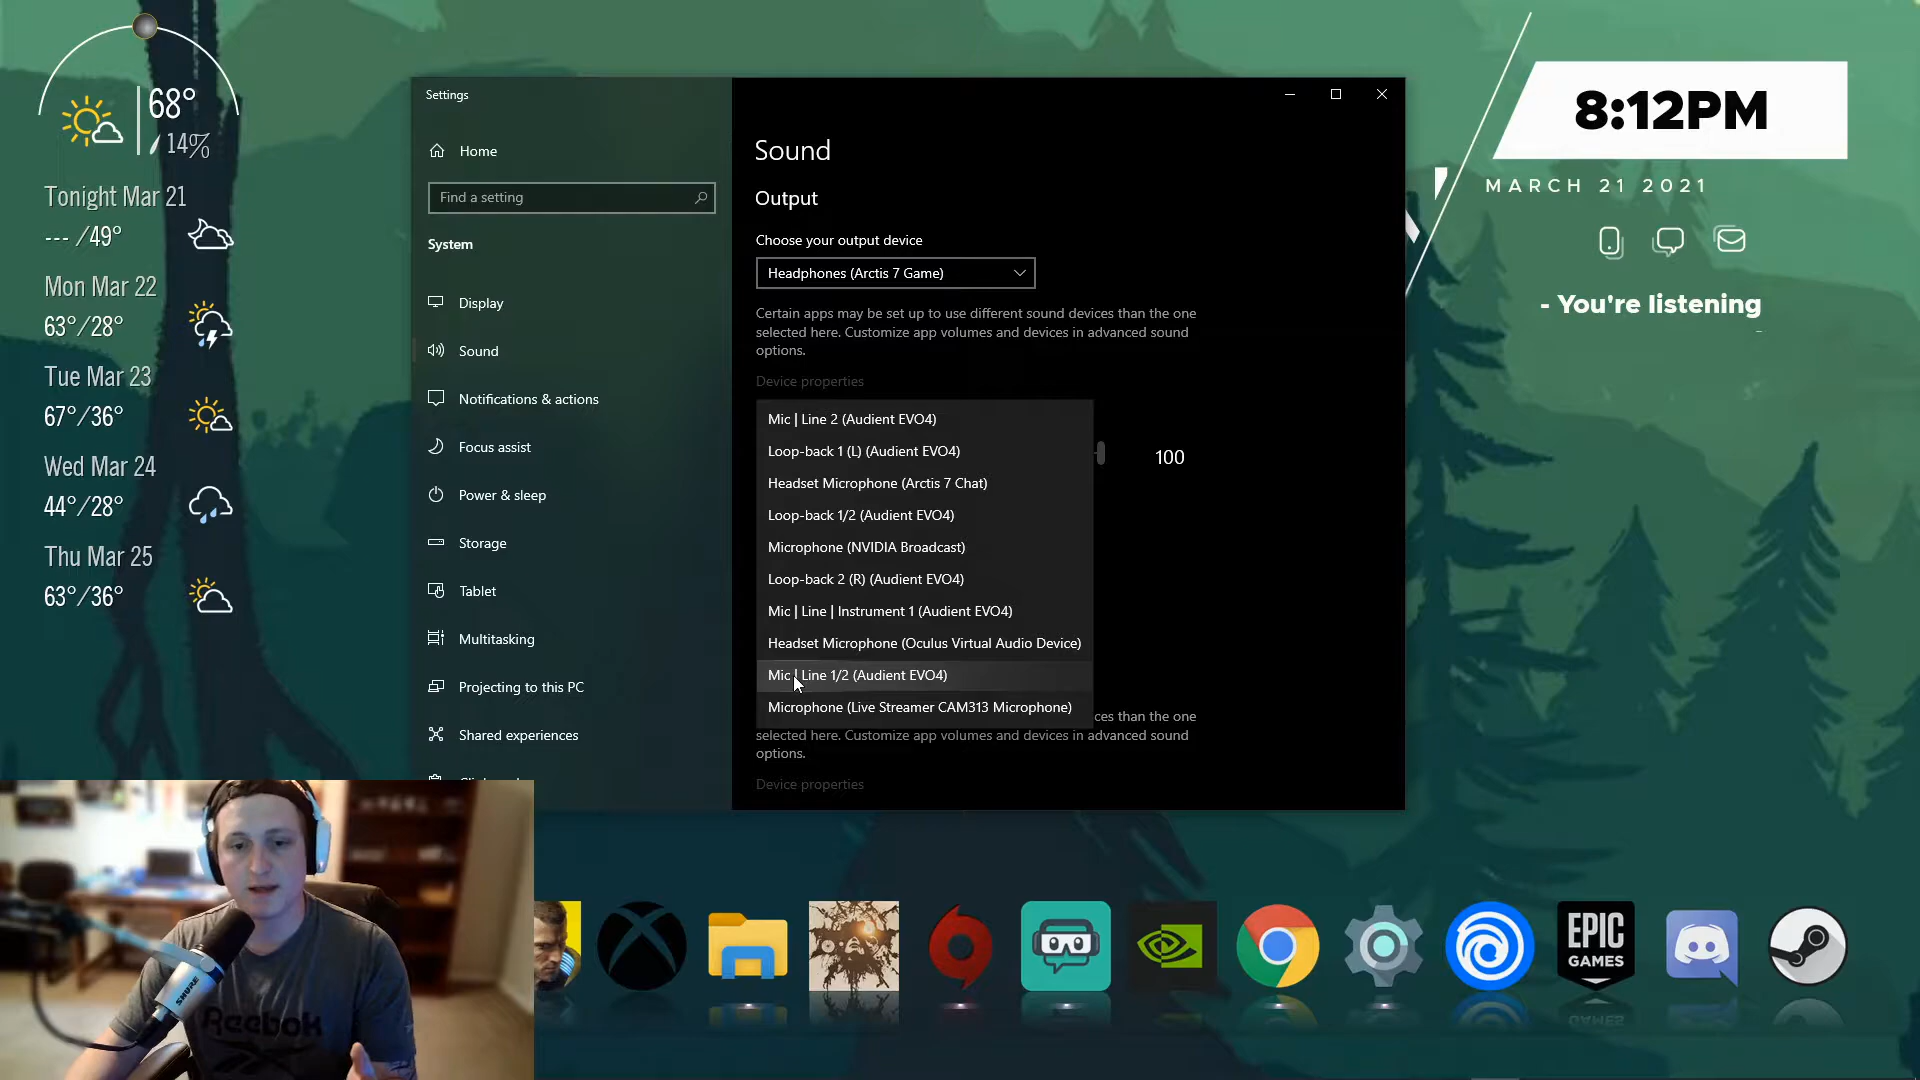 68°
14%
Tonight Mar 21
--- /49°
Mon Mar 22
63°/28°
Tue Mar 23
67°/36°
Wed Mar 24
44°/28°
Thu Mar 25
63°/36°
Settings
Home
Find a setting
System
Display
Sound
Notifications & actions
Focus assist
Power & sleep
Storage
Tablet
Multitasking
Projecting to this PC
Shared experiences
Sound
Output
Choose your output device
Headphones (Arctis 7 Game)
Certain apps may be set up to use different sound devices than the one
selected here. Customize app volumes and devices in advanced sound
options.
Device properties
Mic | Line 2 (Audient EVO4)
Loop-back 1 (L) (Audient EVO4)
100
Headset Microphone (Arctis 7 Chat)
Loop-back 1/2 (Audient EVO4)
Microphone (NVIDIA Broadcast)
Loop-back 2 (R) (Audient EVO4)
Mic | Line | Instrument 1 (Audient EVO4)
Headset Microphone (Oculus Virtual Audio Device)
Mic | Line 1/2 (Audient EVO4)
Microphone (Live Streamer CAM313 Microphone)
than the one
selected here. Customize app volumes and devices in advanced sound
options.
Device properties
8:12PM
MARCH 21 2021
- You're listening
SHURE
Reebok
EPIC
GAMES